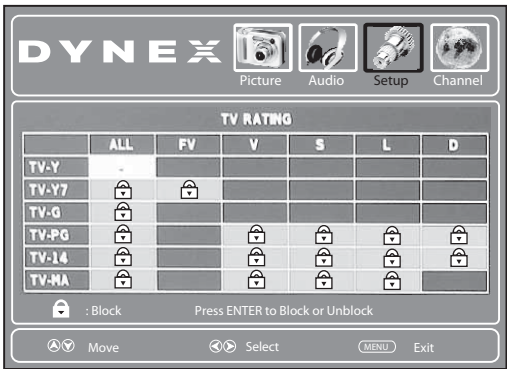 DYNEX
Picture Audio Setup Channel
TV RATING
ALL FV V S L D
TV-Y
TV-Y7
TV-G
TV-PG
TV-14
TV-MA
: Block Press ENTER to Block or Unblock
Move Select MENU Exit